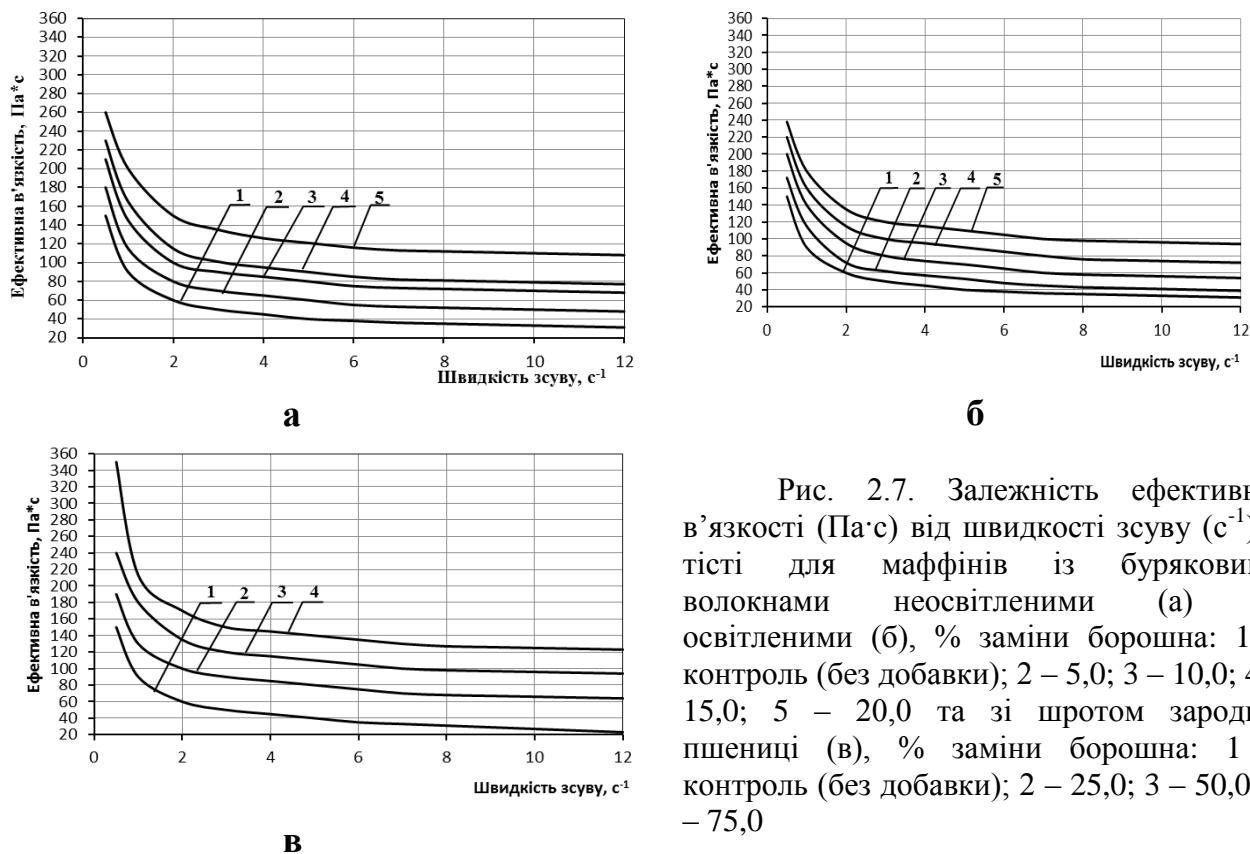 360
340
320
300
280
260
240
220
200
180
160
140
120
100
80
60
40
20
Ефективна в'язкість, Па*с
1 2 3 4 5
0 2 4 6 8 10 12
Швидкість зсуву, с-1
а
360
340
320
300
280
260
240
220
200
180
160
140
120
100
80
60
40
20
Ефективна в'язкість, Па*с
1 2 3 4 5
0 2 4 6 8 10 12
Швидкість зсуву, с-1
б
360
340
320
300
280
260
240
220
200
180
160
140
120
100
80
60
40
20
Ефективна в'язкість, Па*с
1 2 3 4
0 2 4 6 8 10 12
Швидкість зсуву, с-1
в
Рис. 2.7. Залежність ефективн
в’язкості (Па·с) від швидкості зсуву (с-1)
тісті для маффінів із буряковим
волокнами неосвітленими (а)
освітленими (б), % заміни борошна: 1
контроль (без добавки); 2 – 5,0; 3 – 10,0; 4
15,0; 5 – 20,0 та зі шротом зароди
пшениці (в), % заміни борошна: 1
контроль (без добавки); 2 – 25,0; 3 – 50,0
– 75,0